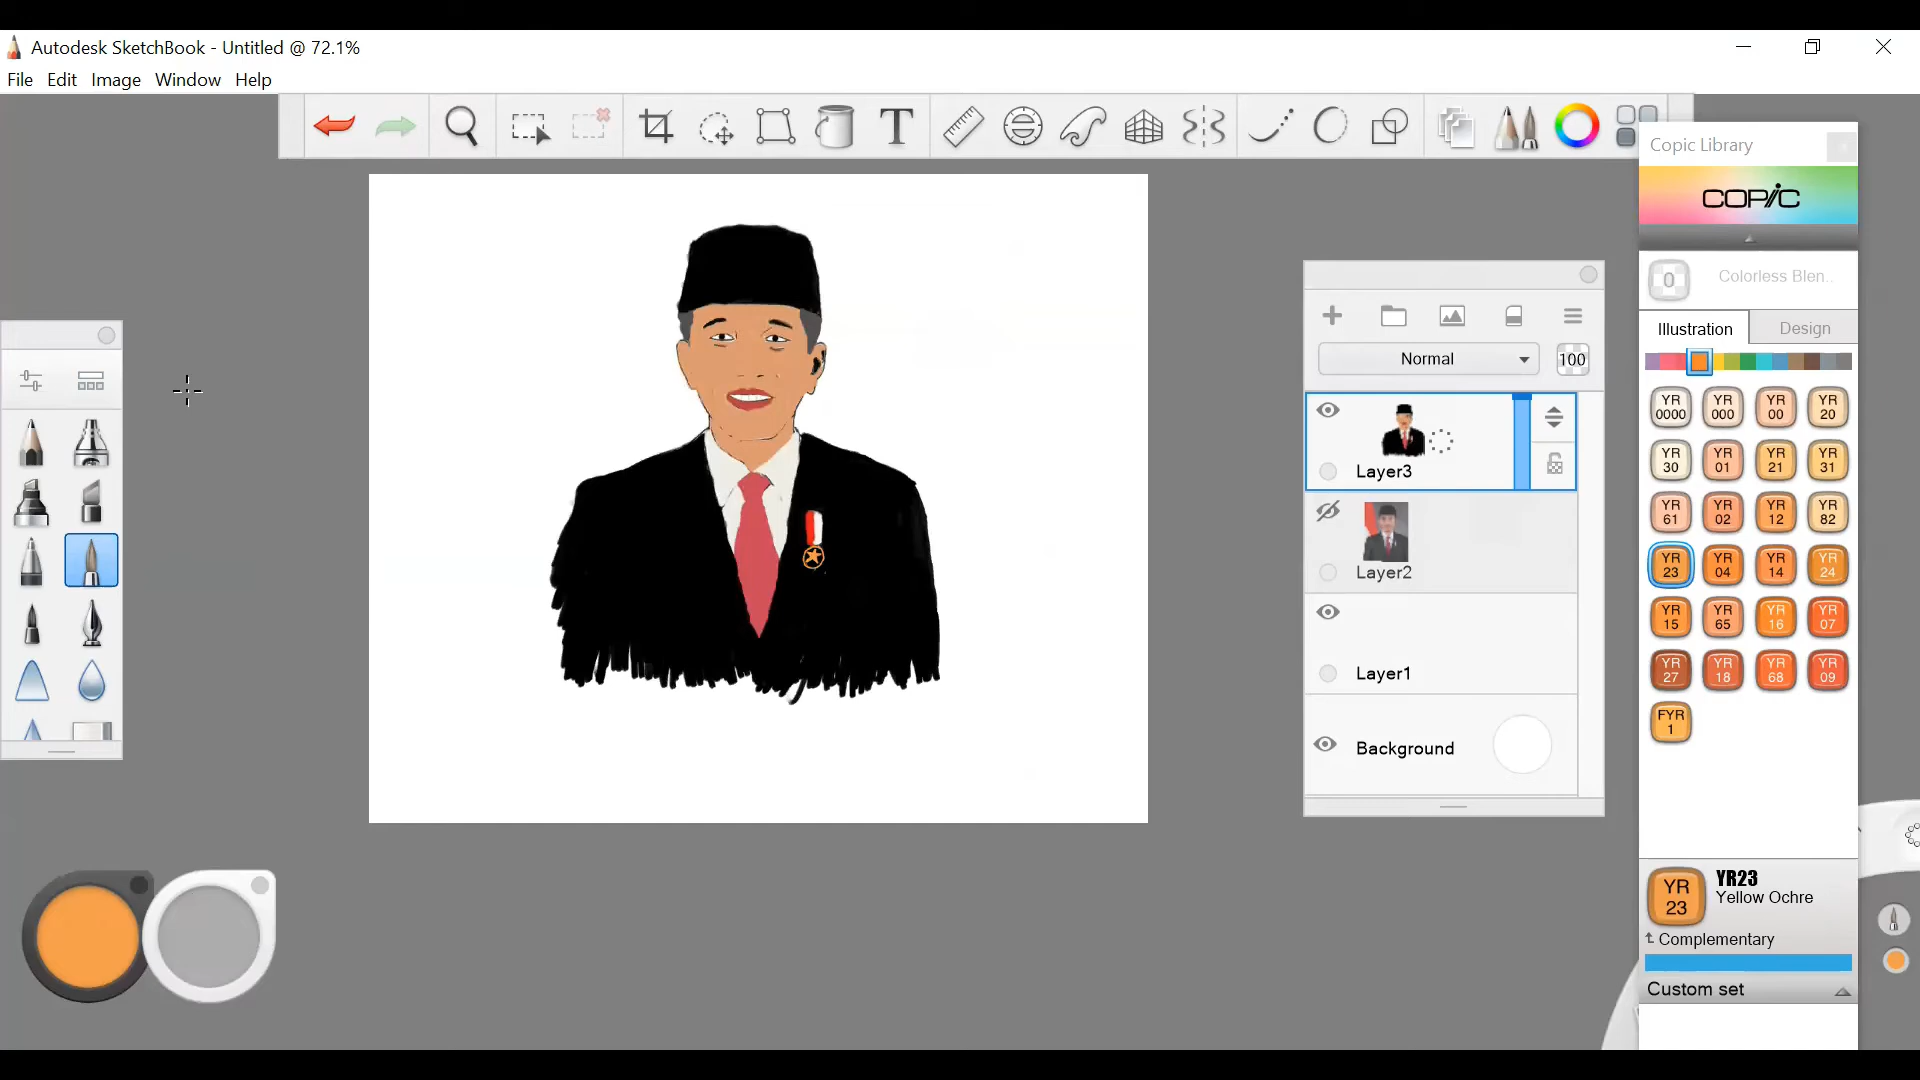 Autodesk SketchBook - Untitled @ 72.1%
File Edit Image Window Help
T
Copic Library
COPIC
0 Colorless Blen..
Illustration Design
Normal 100
Layer3
Layer2
Layer1
Background
YR 0000 YR 000 YR 00 YR 20
YR 30 YR 01 YR 21 YR 31
YR 61 YR 02 YR 12 YR 82
YR 23 YR 04 YR 14 YR 24
YR 15 YR 65 YR 16 YR 07
YR 27 YR 18 YR 68 YR 09
FYR 1
YR 23
YR23
Yellow Ochre
Complementary
Custom set